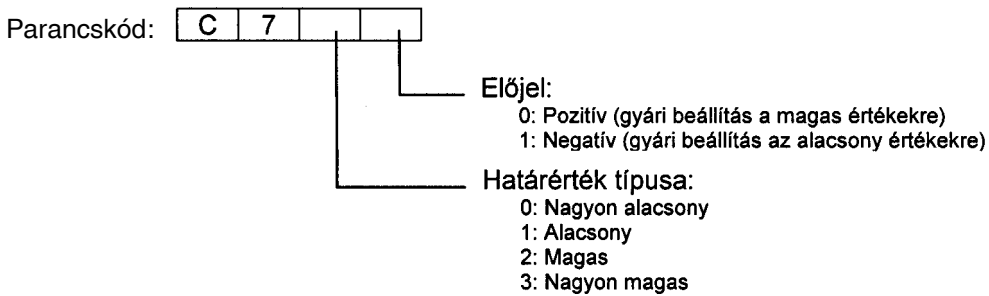 Parancskód: C 7
Előjel:
0: Pozitív (gyári beállítás a magas értékekre)
1: Negatív (gyári beállítás az alacsony értékekre)
Határérték típusa:
0: Nagyon alacsony
1: Alacsony
2: Magas
3: Nagyon magas